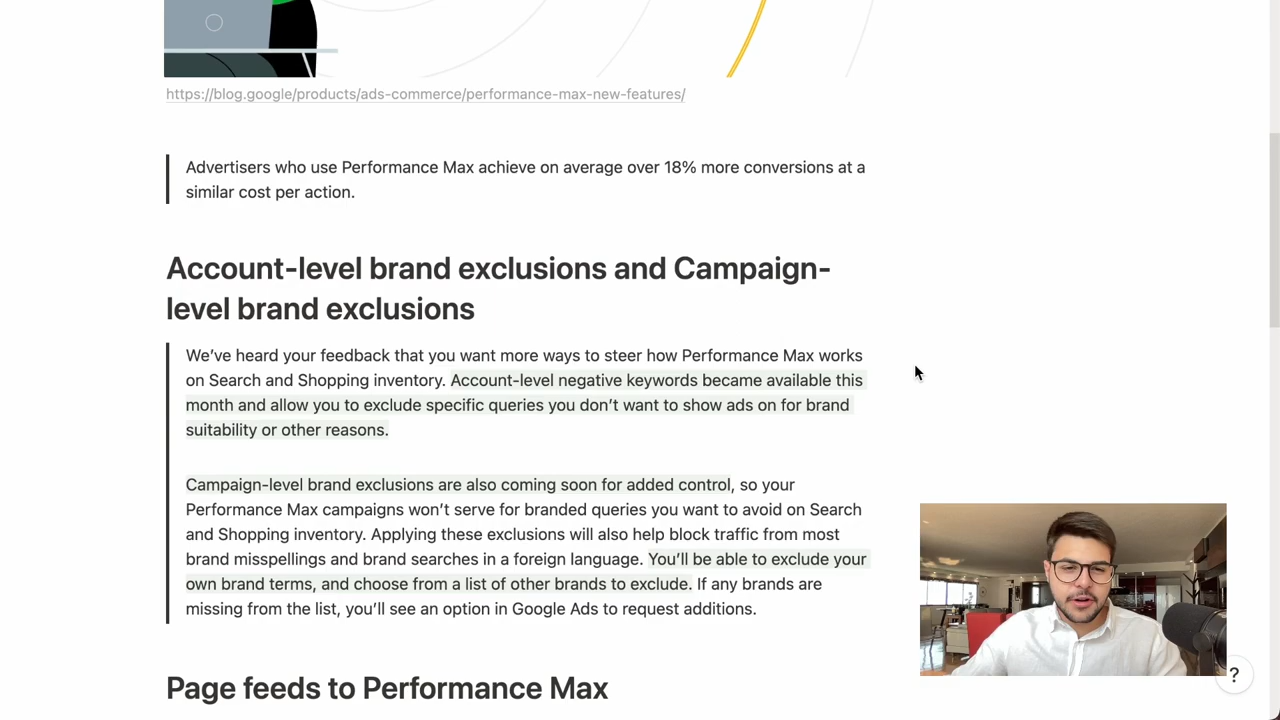 https://blog.google/products/ads-commerce/performance-max-new-features/
Advertisers who use Performance Max achieve on average over 18% more conversions at a
similar cost per action.
Account-level brand exclusions and Campaign-
level brand exclusions
We’ve heard your feedback that you want more ways to steer how Performance Max works
on Search and Shopping inventory. Account-level negative keywords became available this
month and allow you to exclude specific queries you don’t want to show ads on for brand
suitability or other reasons.
Campaign-level brand exclusions are also coming soon for added control, so your
Performance Max campaigns won’t serve for branded queries you want to avoid on Search
and Shopping inventory. Applying these exclusions will also help block traffic from most
brand misspellings and brand searches in a foreign language. You’ll be able to exclude your
own brand terms, and choose from a list of other brands to exclude. If any brands are
missing from the list, you’ll see an option in Google Ads to request additions.
Page feeds to Performance Max
?